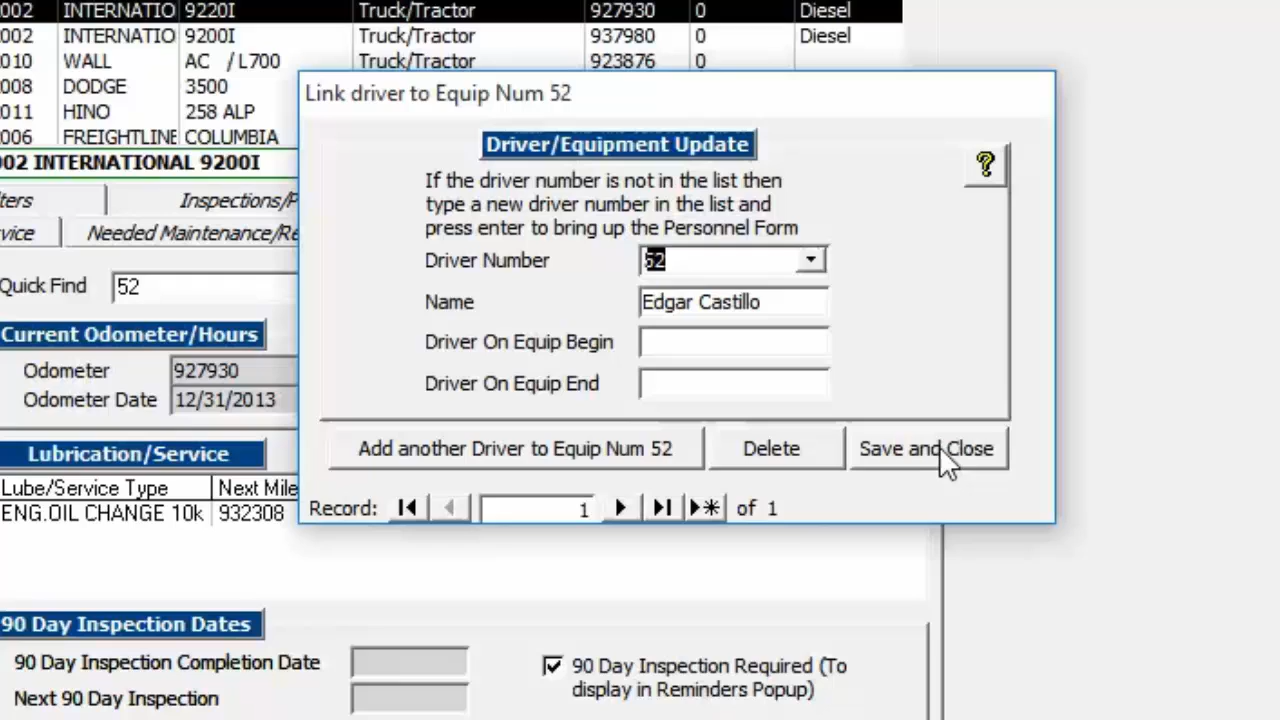 002 INTERNATIO 9220I Truck/Tractor 927930 0 Diesel
002 INTERNATIO 9200I Truck/Tractor 937980 0 Diesel
010 WALL AC / L700 Truck/Tractor 923876 0
008 DODGE 3500
011 HINO 258 ALP
006 FREIGHTLINE COLUMBIA
002 INTERNATIONAL 9200I
lters Inspections/P
vice Needed Maintenance/Re
Quick Find 52
Current Odometer/Hours
Odometer 927930
Odometer Date 12/31/2013
Lubrication/Service
Lube/Service Type Next Mile
ENG.OIL CHANGE 10k 932308
Link driver to Equip Num 52
Driver/Equipment Update
?
If the driver number is not in the list then
type a new driver number in the list and
press enter to bring up the Personnel Form
Driver Number 52
Name Edgar Castillo
Driver On Equip Begin
Driver On Equip End
Add another Driver to Equip Num 52 Delete Save and Close
Record: 1 of 1
90 Day Inspection Dates
90 Day Inspection Completion Date
Next 90 Day Inspection
90 Day Inspection Required (To
display in Reminders Popup)